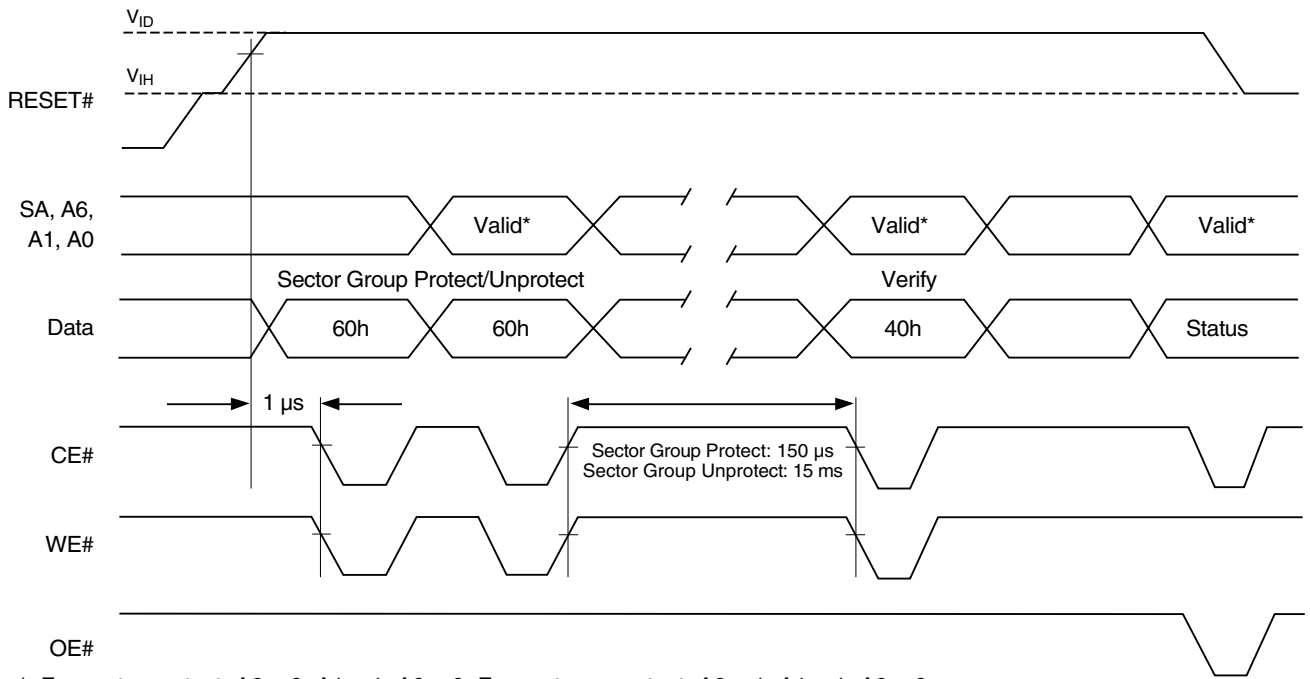 V_ID
V_IH
RESET#
SA, A6,
A1, A0
Valid*
Valid*
Valid*
Sector Group Protect/Unprotect
Verify
Data
60h
60h
40h
Status
1 µs
CE#
Sector Group Protect: 150 µs
Sector Group Unprotect: 15 ms
WE#
OE#